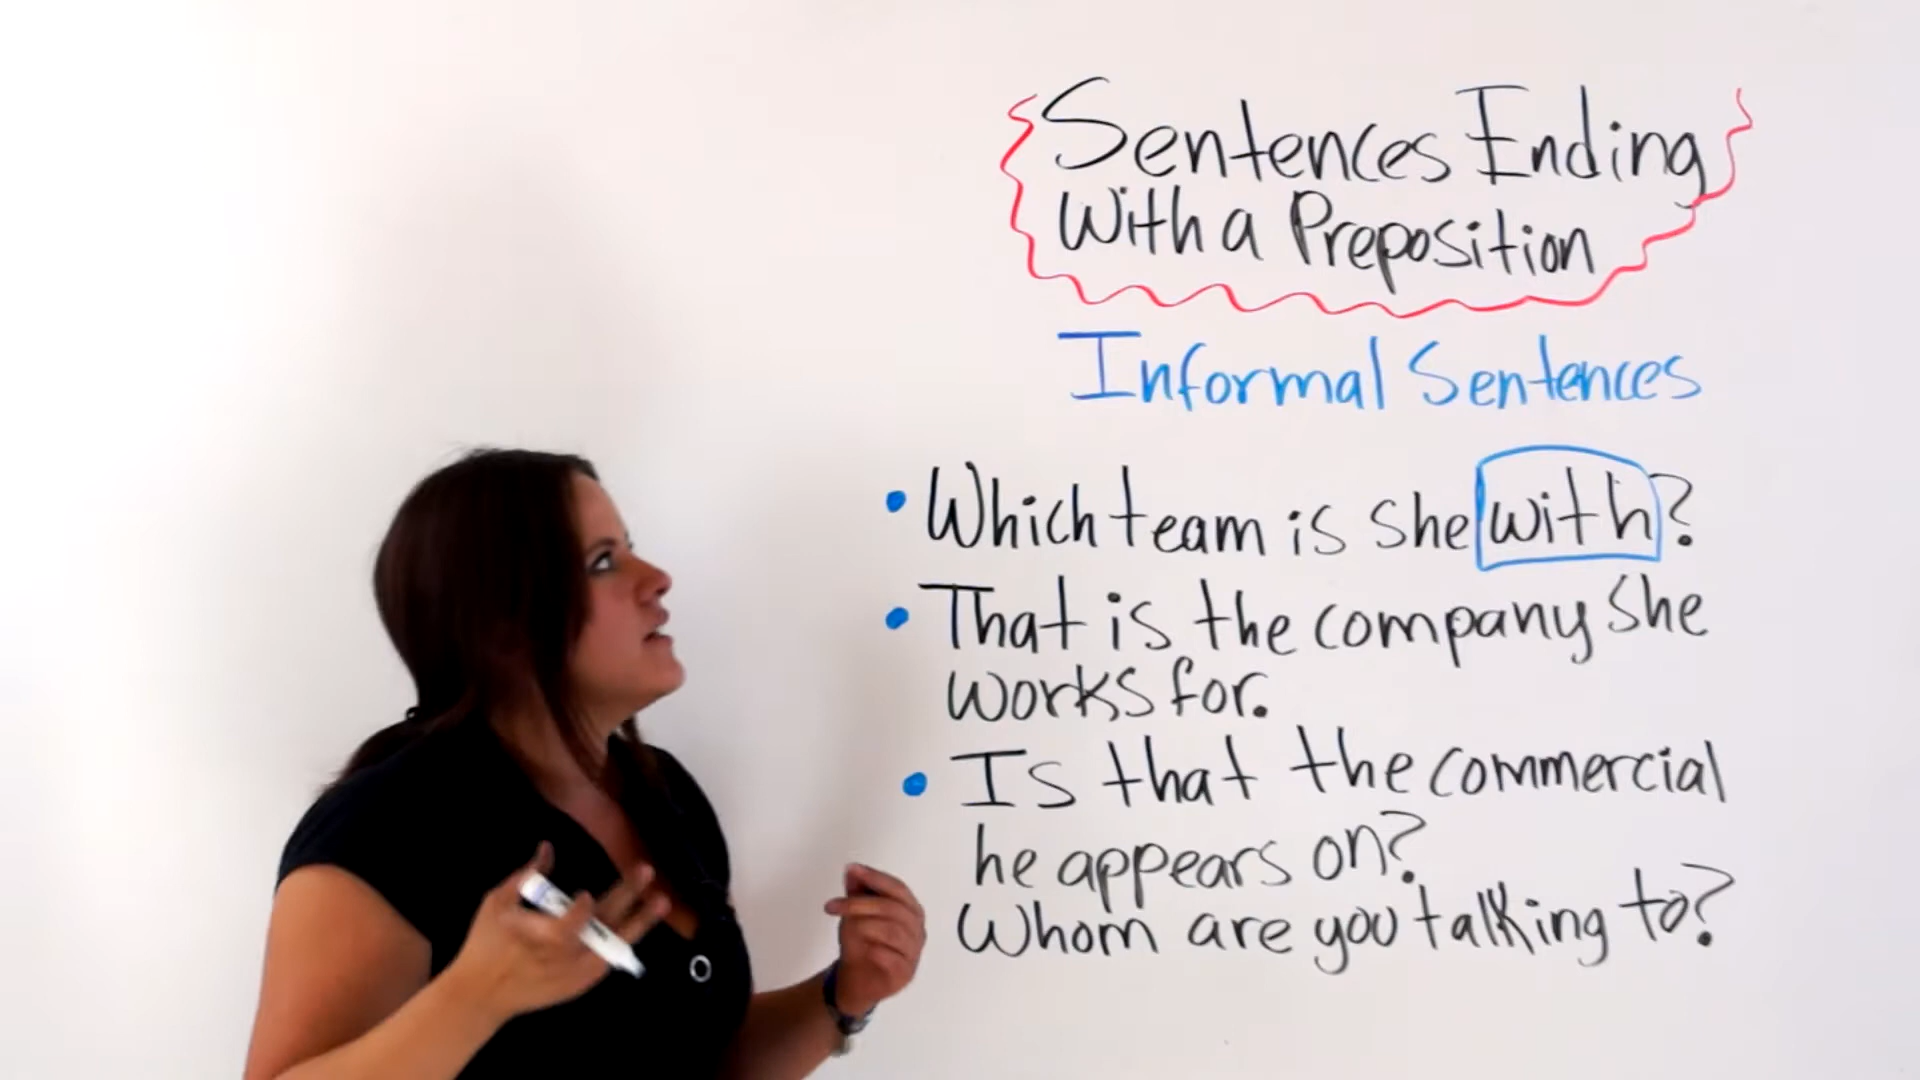 Sentences Ending
With a Preposition
Informal Sentences
• Which team is she with?
• That is the company she
works for.
• Is that the commercial
he appears on?
Whom are you talking to?